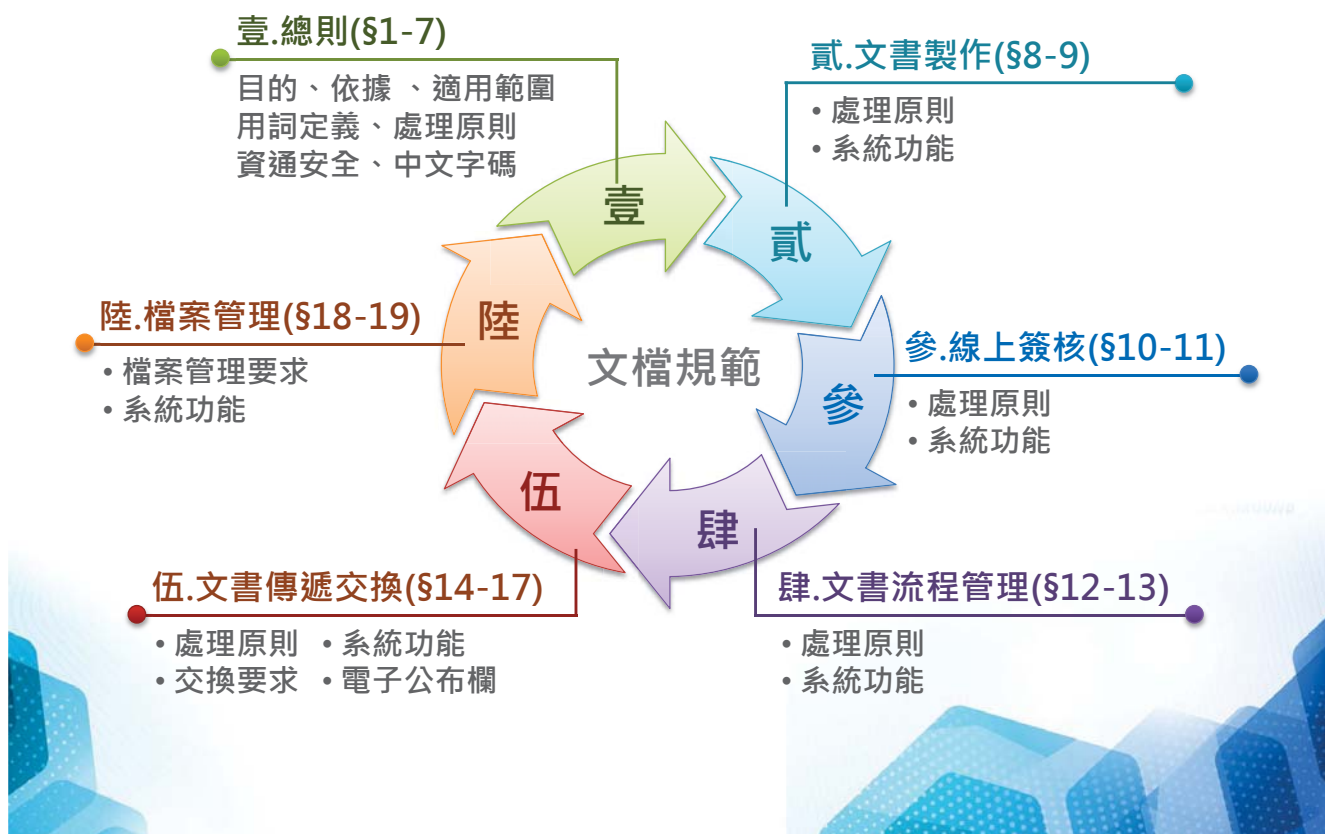 壹.總則(§1-7)
目的、依據 、適用範圍
用詞定義、處理原則
資通安全、中文字碼
貳.文書製作(§8-9)
• 處理原則
• 系統功能
參.線上簽核(§10-11)
• 處理原則
• 系統功能
肆.文書流程管理(§12-13)
• 處理原則
• 系統功能
伍.文書傳遞交換(§14-17)
• 處理原則 • 系統功能
• 交換要求 • 電子公布欄
陸.檔案管理(§18-19)
• 檔案管理要求
• 系統功能
壹
貳
參
肆
伍
陸
文檔規範